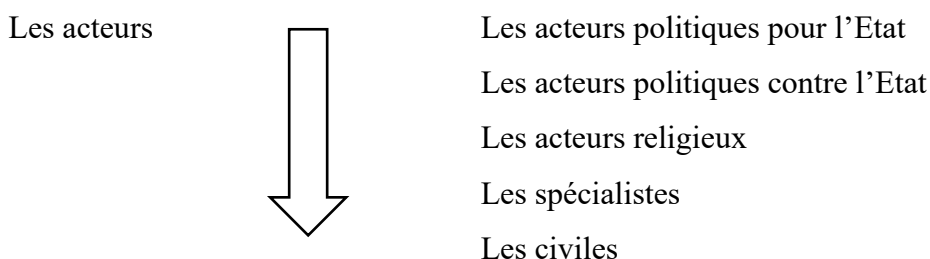 Les acteurs Les acteurs politiques pour l’Etat
Les acteurs politiques contre l’Etat
Les acteurs religieux
Les spécialistes
Les civiles